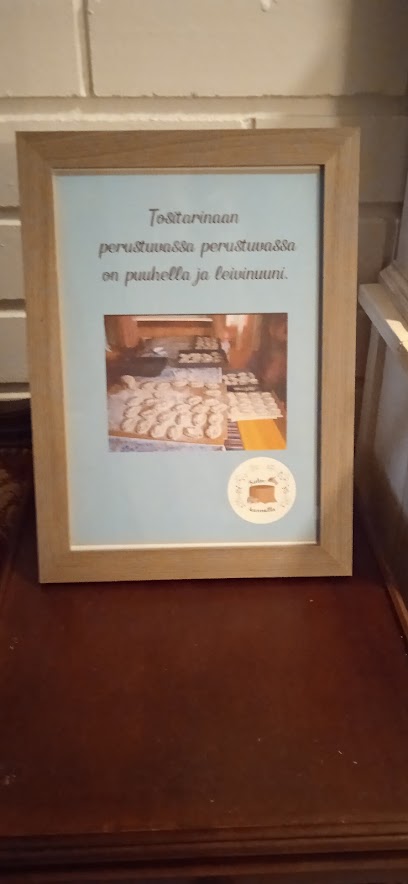 Tositarinaan
perustuvassa perustuvassa
on puuhella ja leivinuuni.